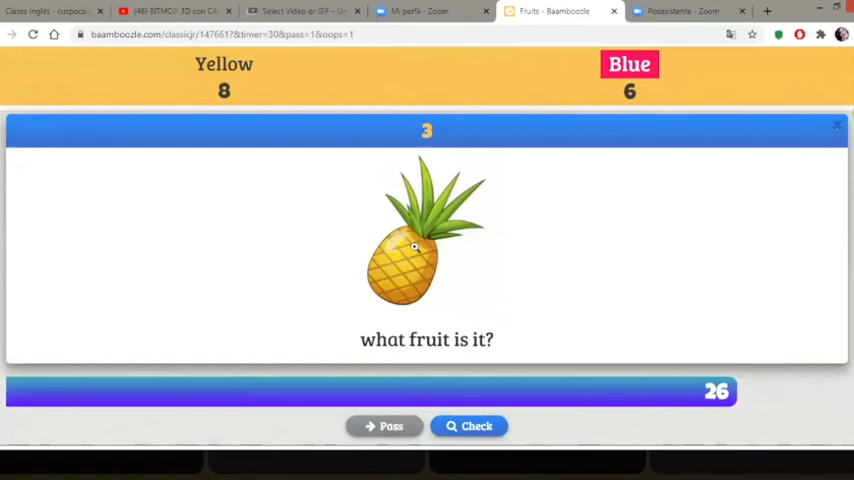 Clases Inglés - cuspoca... × (46) BITMOJI 3D con CA × Select Video or GIF – Un × Mi perfil - Zoom × Fruits - Baamboozle × Posasistente - Zoom × +
baamboozle.com/classicjr/147661?&timer=30&pass=1&oops=1
Yellow Blue
8 6
3
what fruit is it?
26
Pass Check